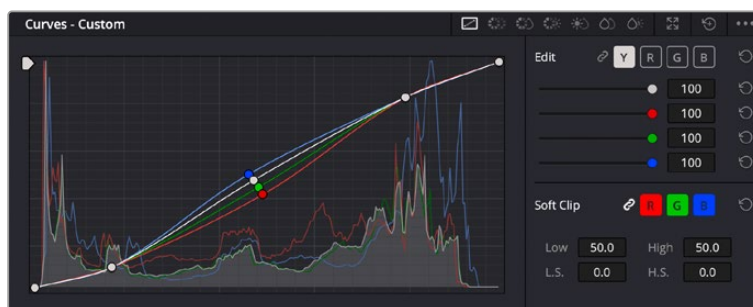 Curves - Custom
Edit Y R G B
100
100
100
100
Soft Clip R G B
Low 50.0 High 50.0
L.S. 0.0 H.S. 0.0